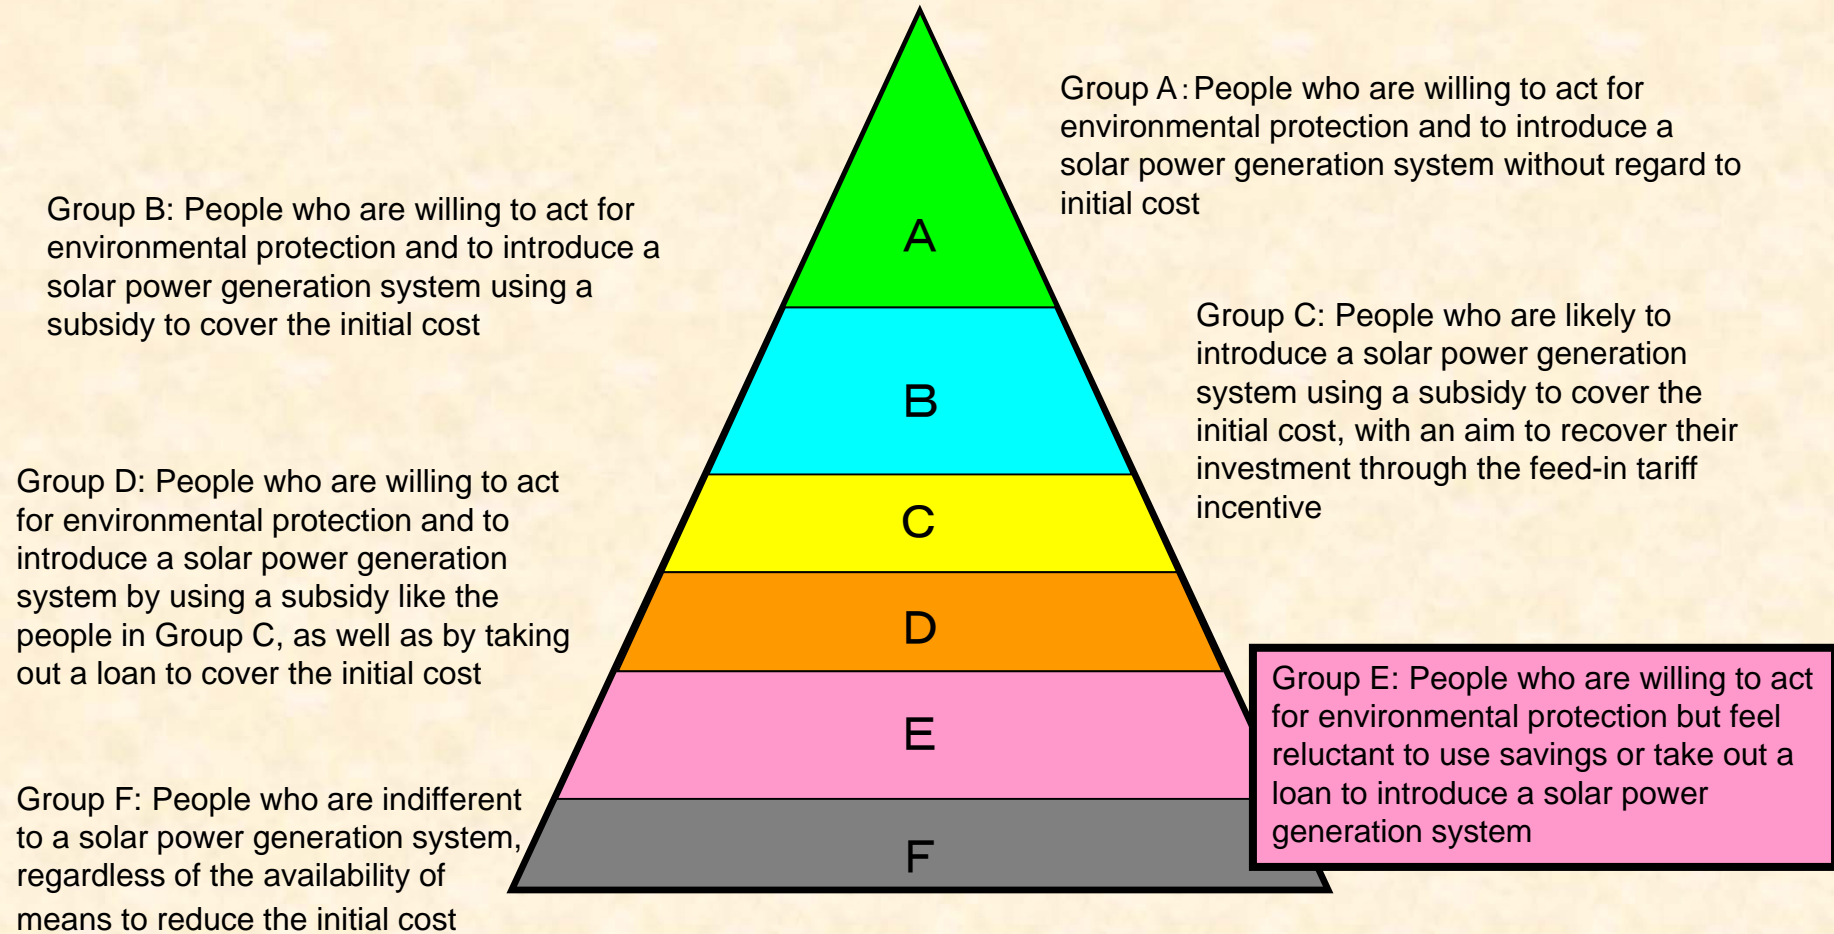 Group A：People who are willing to act for
environmental protection and to introduce a
solar power generation system without regard to
initial cost
Group B: People who are willing to act for
environmental protection and to introduce a
solar power generation system using a
subsidy to cover the initial cost
Group C: People who are likely to
introduce a solar power generation
system using a subsidy to cover the
initial cost, with an aim to recover their
investment through the feed-in tariff
incentive
Group D: People who are willing to act
for environmental protection and to
introduce a solar power generation
system by using a subsidy like the
people in Group C, as well as by taking
out a loan to cover the initial cost
Group E: People who are willing to act
for environmental protection but feel
reluctant to use savings or take out a
loan to introduce a solar power
generation system
Group F: People who are indifferent
to a solar power generation system,
regardless of the availability of
means to reduce the initial cost
A
B
C
D
E
F